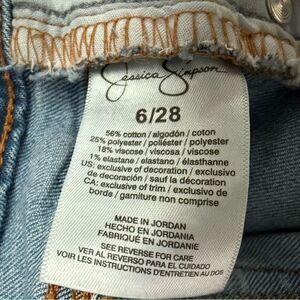 Jessica Simpson
6/28
56% cotton / algodón / coton
25% polyester / poliéster / polyester
18% viscose / viscosa / viscose
1% elastane / elastano / élasthanne
US: exclusive of decoration / exclusivo
de decoración / sauf la décoration
CA: exclusive of trim / exclusivo de
borde / garniture non comprise
MADE IN JORDAN
HECHO EN JORDANIA
FABRIQUÉ EN JORDANIE
SEE REVERSE FOR CARE
VER AL REVERSO PARA EL CUIDADO
VOIR LES INSTRUCTIONS D'ENTRETIEN AU DOS